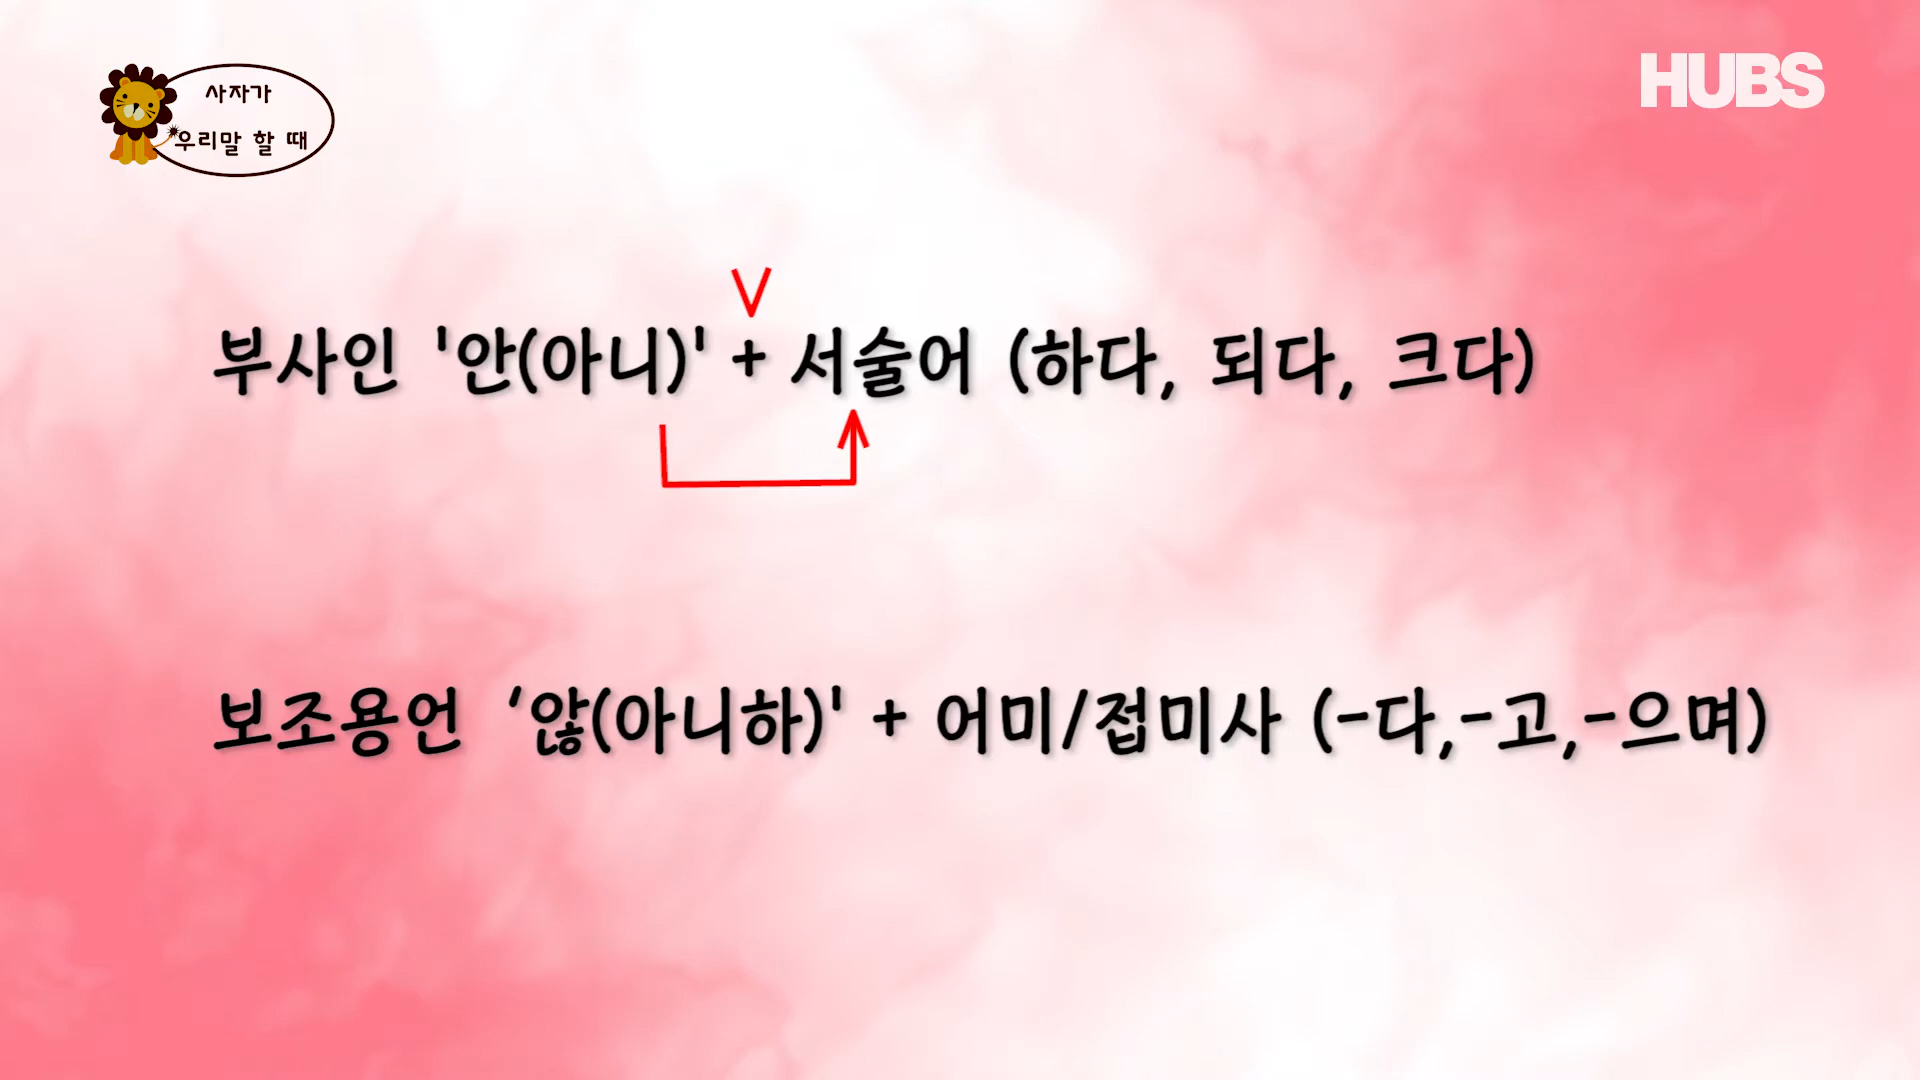 사자가
우리말 할 때
HUBS
부사인 '안(아니)' + 서술어 (하다, 되다, 크다)
보조용언 ‘않(아니하)' + 어미/접미사 (-다,-고,-으며)